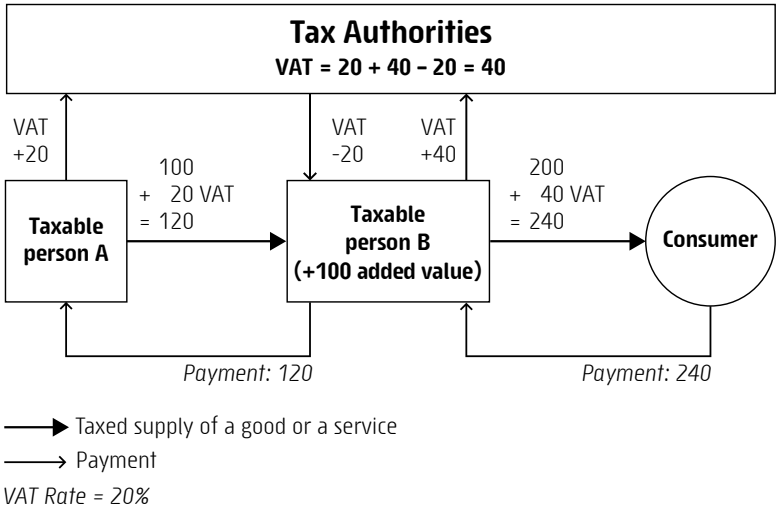 Tax Authorities
VAT = 20 + 40 – 20 = 40
VAT
+20
VAT
-20
VAT
+40
100
+ 20 VAT
= 120
200
+ 40 VAT
= 240
Taxable
person A
Taxable
person B
(+100 added value)
Consumer
Payment: 120
Payment: 240
Taxed supply of a good or a service
Payment
VAT Rate = 20%